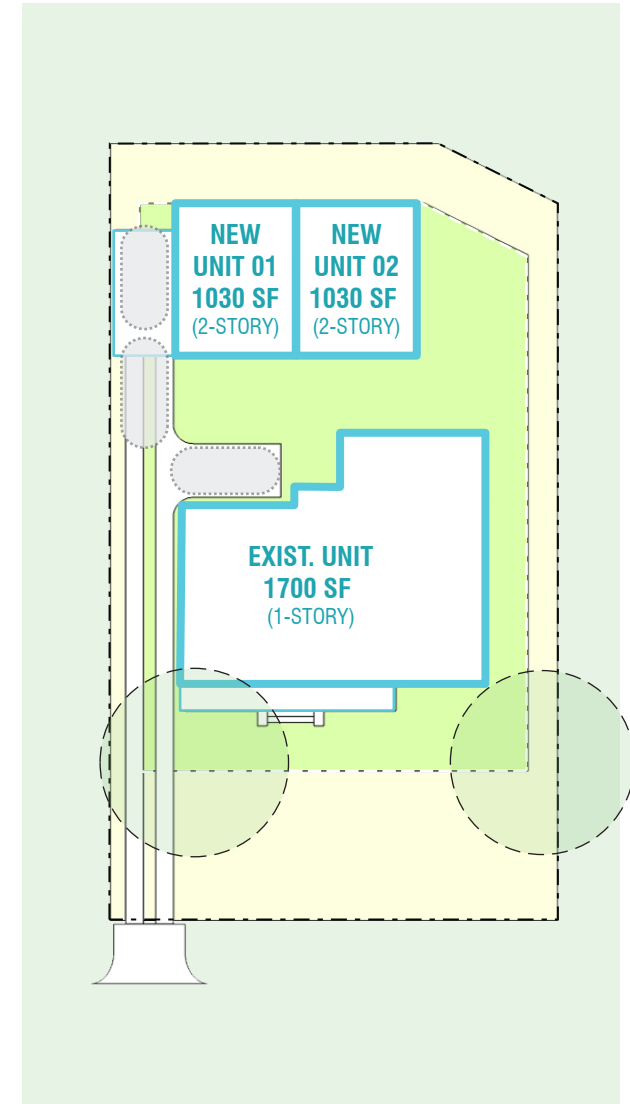 NEW
UNIT 01
1030 SF
(2-STORY)
NEW
UNIT 02
1030 SF
(2-STORY)
EXIST. UNIT
1700 SF
(1-STORY)